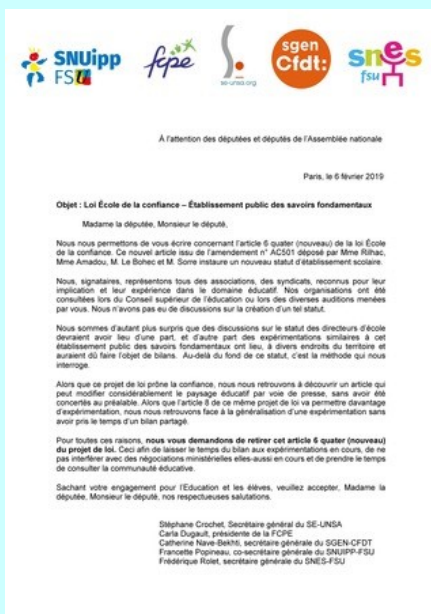 SNUipp
FSU
fcpe
se-unsa.org
sgen
Cfdt:
snes
fsu
À l'attention des députées et députés de l'Assemblée nationale
Paris, le 6 février 2019
Objet : Loi École de la confiance – Établissement public des savoirs fondamentaux
Madame la députée, Monsieur le député,
Nous nous permettons de vous écrire concernant l'article 6 quater (nouveau) de la loi École
de la confiance. Ce nouvel article issu de l'amendement n° AC501 déposé par Mme Rilhac,
Mme Amadou, M. Le Bohec et M. Sorre instaure un nouveau statut d'établissement scolaire.
Nous, signataires, représentons tous des associations, des syndicats, reconnus pour leur
implication et leur expérience dans le domaine éducatif. Nos organisations ont été
consultées lors du Conseil supérieur de l'éducation ou lors des diverses auditions menées
par vous. Nous n'avons pas eu de discussions sur la création d'un tel statut.
Nous sommes d'autant plus surpris que des discussions sur le statut des directeurs d'école
devraient avoir lieu d'une part, et d'autre part des expérimentations similaires à cet
établissement public des savoirs fondamentaux ont lieu, à divers endroits du territoire et
auraient dû faire l'objet de bilans. Au-delà du fond de ce statut, c'est la méthode qui nous
interroge.
Alors que ce projet de loi prône la confiance, nous nous retrouvons à découvrir un article qui
peut modifier considérablement le paysage éducatif par voie de presse, sans avoir été
concertés au préalable. Alors que l'article 8 de ce même projet de loi va permettre davantage
d'expérimentation, nous nous retrouvons face à la généralisation d'une expérimentation sans
avoir pris le temps d'un bilan partagé.
Pour toutes ces raisons, nous vous demandons de retirer cet article 6 quater (nouveau)
du projet de loi. Ceci afin de laisser le temps du bilan aux expérimentations en cours, de ne
pas interférer avec des négociations ministérielles elles-aussi en cours et de prendre le temps
de consulter la communauté éducative.
Sachant votre engagement pour l'Education et les élèves, veuillez accepter, Madame la
députée, Monsieur le député, nos respectueuses salutations.
Stéphane Crochet, Secrétaire général du SE-UNSA
Carla Dugault, présidente de la FCPE
Catherine Nave-Bekhti, secrétaire générale du SGEN-CFDT
Francette Popineau, co-secrétaire générale du SNUIPP-FSU
Frédérique Rolet, secrétaire générale du SNES-FSU